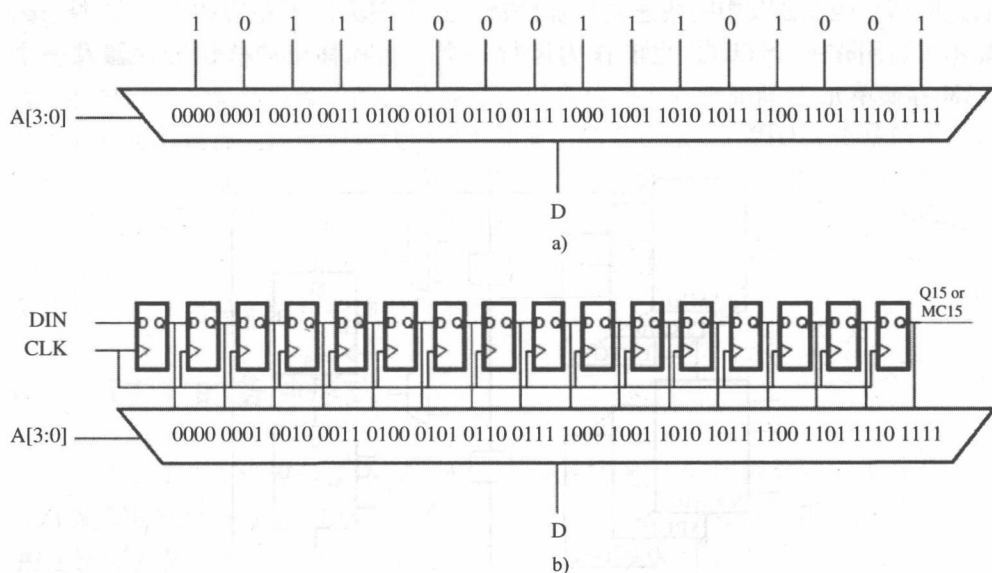 1 0 1 1 1 0 0 0 1 1 1 0 1 0 0 1
A[3:0]
0000 0001 0010 0011 0100 0101 0110 0111 1000 1001 1010 1011 1100 1101 1110 1111
D
a)
Q15 or
MC15
DIN
D Q D Q D Q D Q D Q D Q D Q D Q D Q D Q D Q D Q D Q D Q D Q D Q
CLK
A[3:0]
0000 0001 0010 0011 0100 0101 0110 0111 1000 1001 1010 1011 1100 1101 1110 1111
D
b)